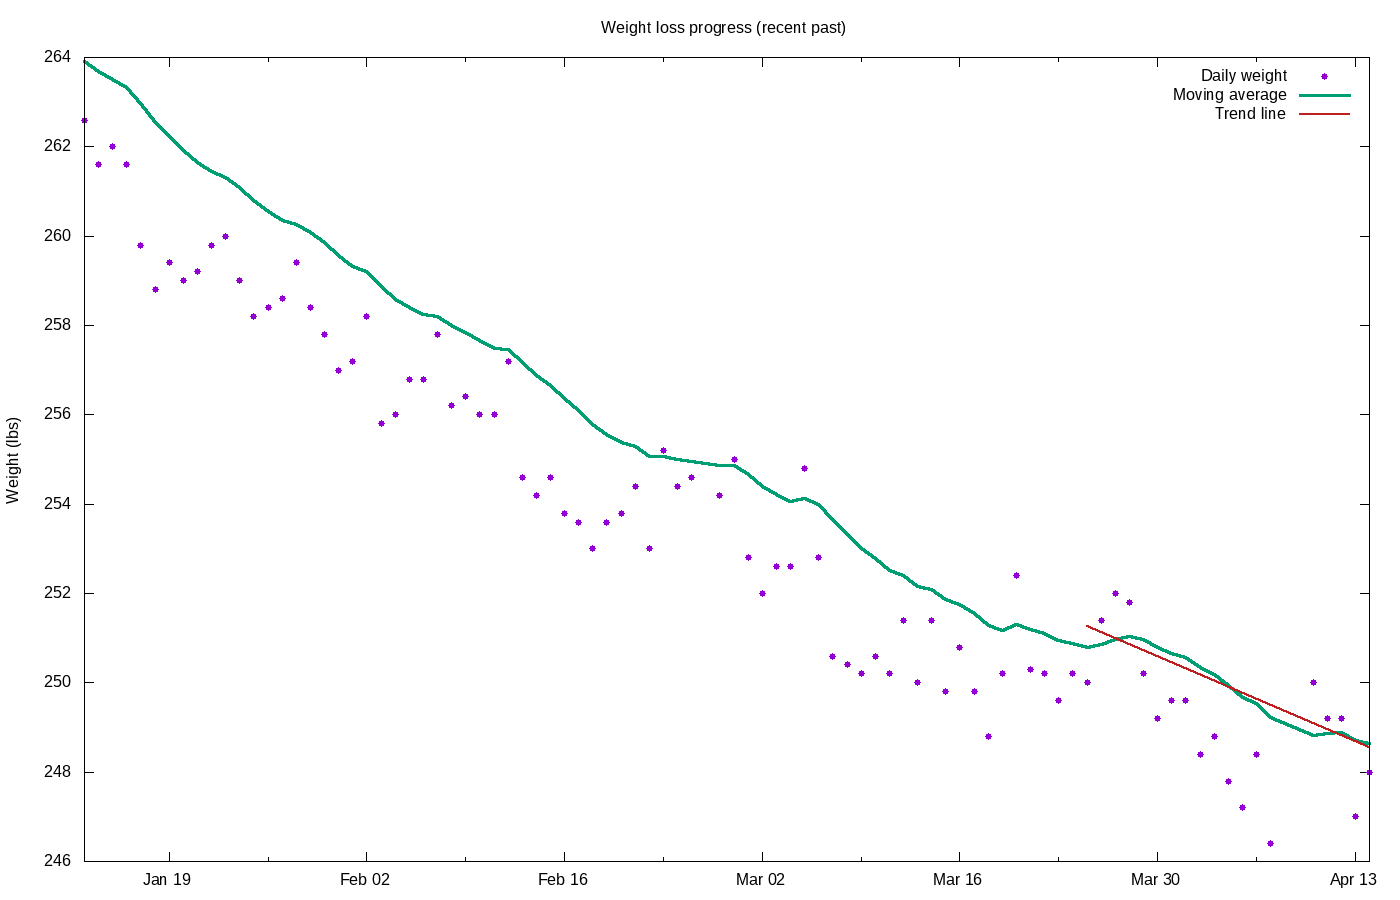 Weight loss progress (recent past)
Daily weight
Moving average
Trend line
Weight (lbs)
264
262
260
258
256
254
252
250
248
246
Jan 19 Feb 02 Feb 16 Mar 02 Mar 16 Mar 30 Apr 13